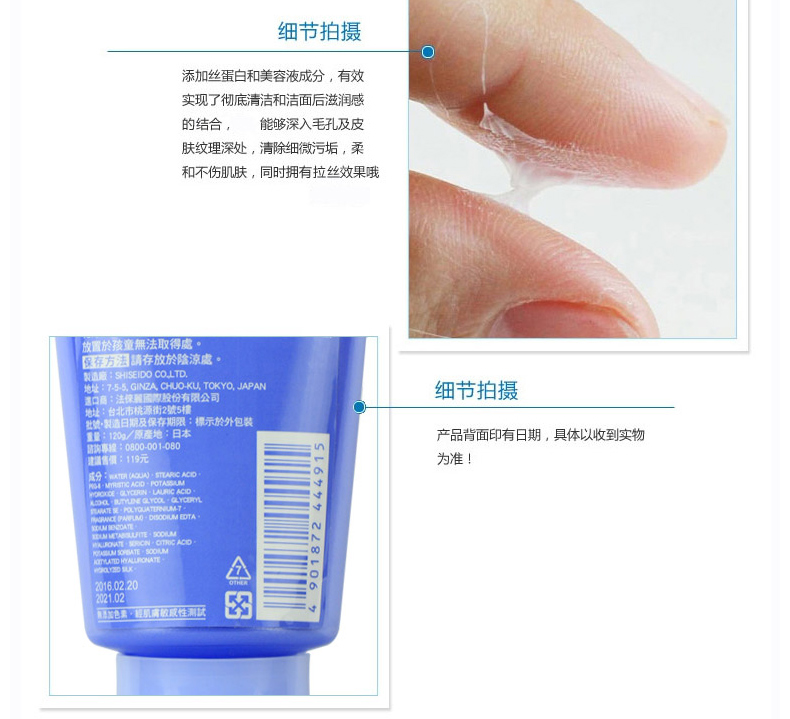 细节拍摄
添加丝蛋白和美容液成分，有效
实现了彻底清洁和洁面后滋润感
的结合， 能够深入毛孔及皮
肤纹理深处，清除细微污垢，柔
和不伤肌肤，同时拥有拉丝效果哦
放置於孩童無法取得處。
保存方法 請存放於陰涼處。
製造廠：SHISEIDO CO.,LTD.
地址：7-5-5, GINZA, CHUO-KU, TOKYO, JAPAN
進口商：法徠麗國際股份有限公司
地址：台北市桃源街2號5樓
批號·製造日期及保存期限：標示於外包裝
重量：120g／原產地：日本
諮詢專線：0800-001-080
建議售價：119元
成分：WATER (AQUA)·STEARIC ACID·
PEG-8·MYRISTIC ACID·POTASSIUM
HYDROXIDE·GLYCERIN·LAURIC ACID·
ALCOHOL·BUTYLENE GLYCOL·GLYCERYL
STEARATE SE·POLYQUATERNIUM-7·
FRAGRANCE (PARFUM)·DISODIUM EDTA·
SODIUM BENZOATE·
SODIUM METABISULFITE·SODIUM
HYALURONATE·SERICIN·CITRIC ACID·
POTASSIUM SORBATE·SODIUM
ACETYLATED HYALURONATE·
HYDROLYZED SILK·
2016.02.20
2021.02
無添加色素·經肌膚敏感性測試
7
OTHER
4 901872 444915
细节拍摄
产品背面印有日期，具体以收到实物
为准！